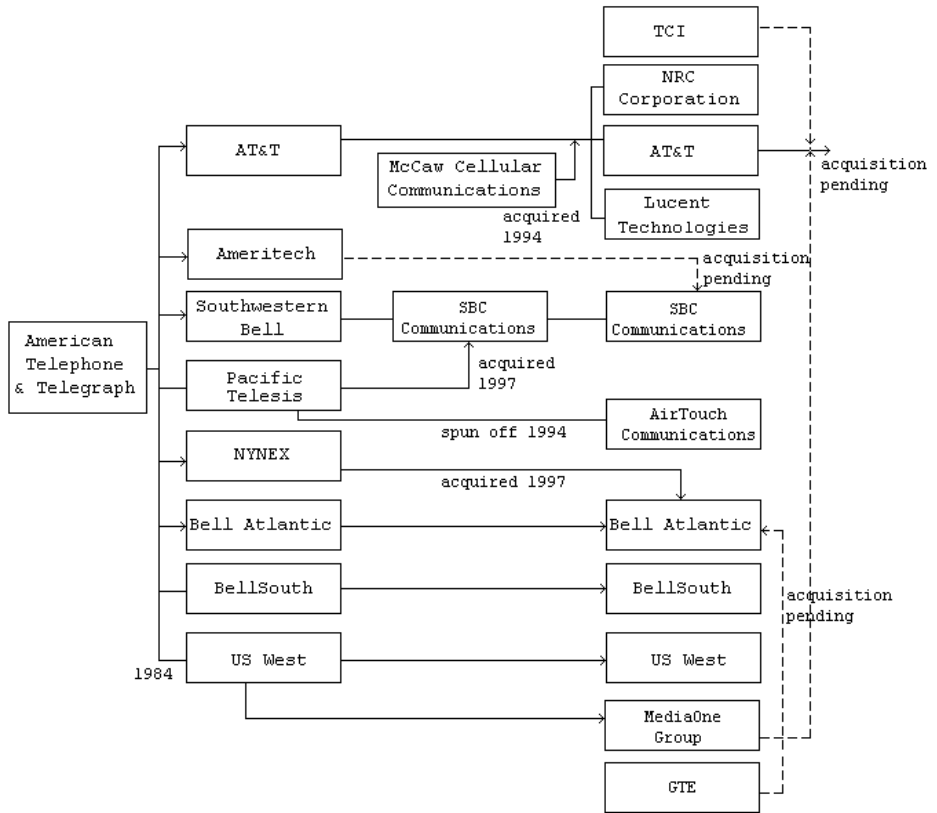 TCI
NRC
Corporation
AT&T
AT&T
McCaw Cellular
Communications
acquisition
pending
acquired
1994
Lucent
Technologies
Ameritech
acquisition
pending
Southwestern
Bell
SBC
Communications
SBC
Communications
American
Telephone
& Telegraph
Pacific
Telesis
acquired
1997
AirTouch
Communications
spun off 1994
NYNEX
acquired 1997
Bell Atlantic
Bell Atlantic
BellSouth
BellSouth
acquisition
pending
US West
US West
1984
MediaOne
Group
GTE